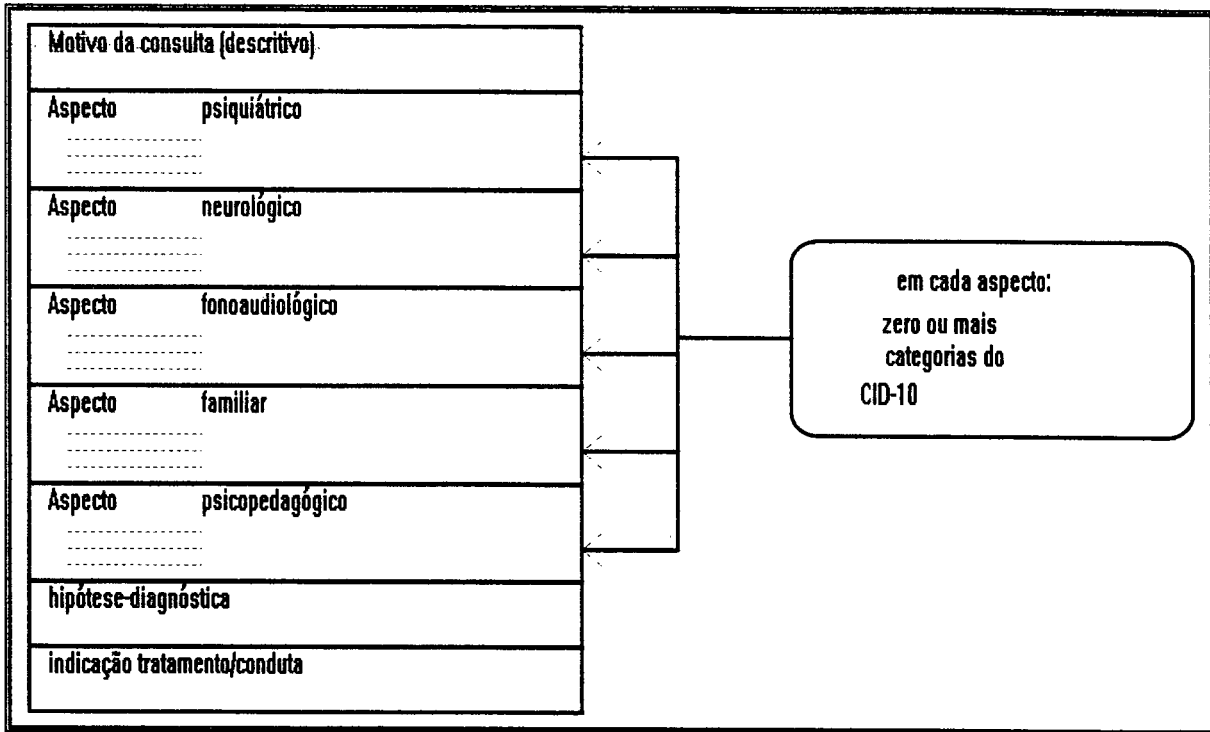 Motivo da consulta (descritivo)
Aspecto psiquiátrico
Aspecto neurológico
Aspecto fonoaudiológico
Aspecto familiar
Aspecto psicopedagógico
hipótese-diagnóstica
indicação tratamento/conduta
em cada aspecto:
zero ou mais
categorias do
CID-10